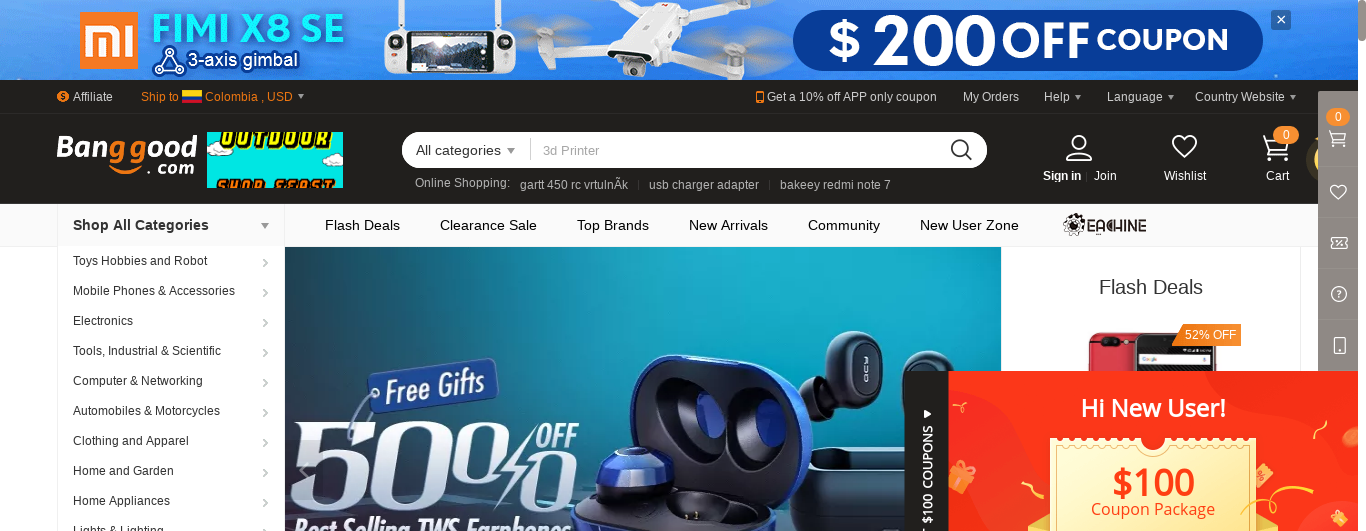 FIMI X8 SE
3-axis gimbal
$200 OFF COUPON
Affiliate
Ship to Colombia , USD
Get a 10% off APP only coupon
My Orders
Help
Language
Country Website
Banggood
.com
OUTDOOR
SHOP FEAST
All categories
3d Printer
Online Shopping:
gartt 450 rc vrtulnÃk
usb charger adapter
bakeey redmi note 7
Sign in
Join
Wishlist
0
Cart
0
Shop All Categories
Flash Deals
Clearance Sale
Top Brands
New Arrivals
Community
New User Zone
EACHINE
Toys Hobbies and Robot
Mobile Phones & Accessories
Electronics
Tools, Industrial & Scientific
Computer & Networking
Automobiles & Motorcycles
Clothing and Apparel
Home and Garden
Home Appliances
Lights & Lighting
Free Gifts
50% OFF
Best Selling TWS Earphones
QCY
Flash Deals
52% OFF
$100 COUPONS
Hi New User!
$100
Coupon Package